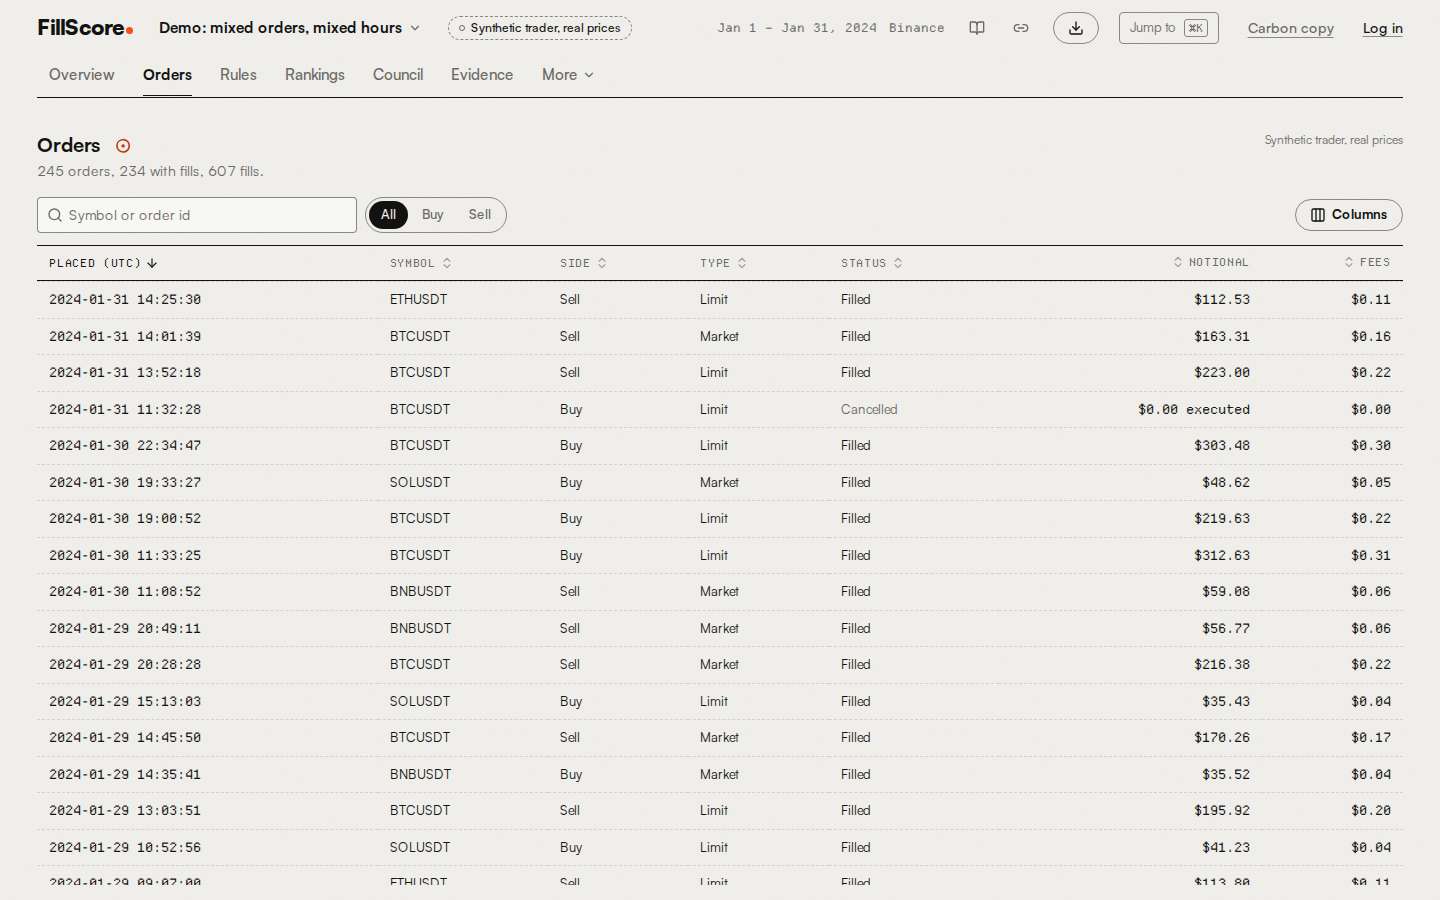 FillScore
Demo: mixed orders, mixed hours
Synthetic trader, real prices
Jan 1 – Jan 31, 2024 Binance
Jump to ⌘K
Carbon copy
Log in
Overview Orders Rules Rankings Council Evidence More
Orders
Synthetic trader, real prices
245 orders, 234 with fills, 607 fills.
Symbol or order id
All Buy Sell
Columns
PLACED (UTC) SYMBOL SIDE TYPE STATUS NOTIONAL FEES
2024-01-31 14:25:30 ETHUSDT Sell Limit Filled $112.53 $0.11
2024-01-31 14:01:39 BTCUSDT Sell Market Filled $163.31 $0.16
2024-01-31 13:52:18 BTCUSDT Sell Limit Filled $223.00 $0.22
2024-01-31 11:32:28 BTCUSDT Buy Limit Cancelled $0.00 executed $0.00
2024-01-30 22:34:47 BTCUSDT Buy Limit Filled $303.48 $0.30
2024-01-30 19:33:27 SOLUSDT Buy Market Filled $48.62 $0.05
2024-01-30 19:00:52 BTCUSDT Buy Limit Filled $219.63 $0.22
2024-01-30 11:33:25 BTCUSDT Buy Limit Filled $312.63 $0.31
2024-01-30 11:08:52 BNBUSDT Sell Market Filled $59.08 $0.06
2024-01-29 20:49:11 BNBUSDT Sell Market Filled $56.77 $0.06
2024-01-29 20:28:28 BTCUSDT Sell Market Filled $216.38 $0.22
2024-01-29 15:13:03 SOLUSDT Buy Limit Filled $35.43 $0.04
2024-01-29 14:45:50 BTCUSDT Sell Market Filled $170.26 $0.17
2024-01-29 14:35:41 BNBUSDT Buy Market Filled $35.52 $0.04
2024-01-29 13:03:51 BTCUSDT Sell Limit Filled $195.92 $0.20
2024-01-29 10:52:56 SOLUSDT Buy Limit Filled $41.23 $0.04
2024-01-29 09:07:00 ETHUSDT Sell Limit Filled $113.80 $0.11